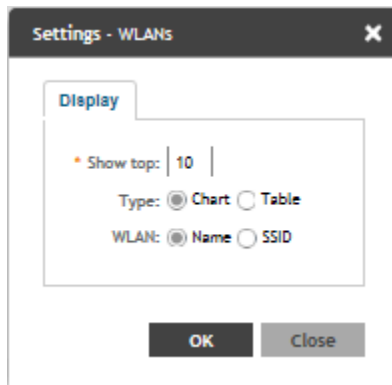 Settings - WLANs
Display
* Show top: 10
Type: Chart Table
WLAN: Name SSID
OK Close